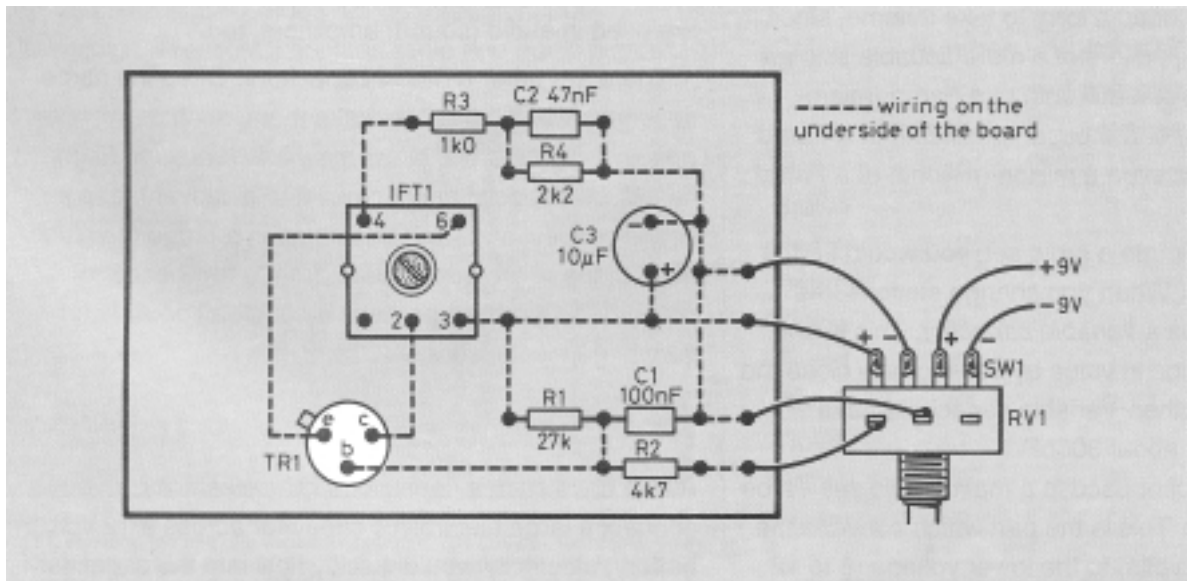 R3
1k0
C2 47nF
R4
2k2
---- wiring on the
underside of the board
IFT1
4
6
2
3
C3
10µF
-
+
+9V
-9V
+
-
+
-
SW1
RV1
R1
27k
C1
100nF
R2
4k7
e
c
b
TR1